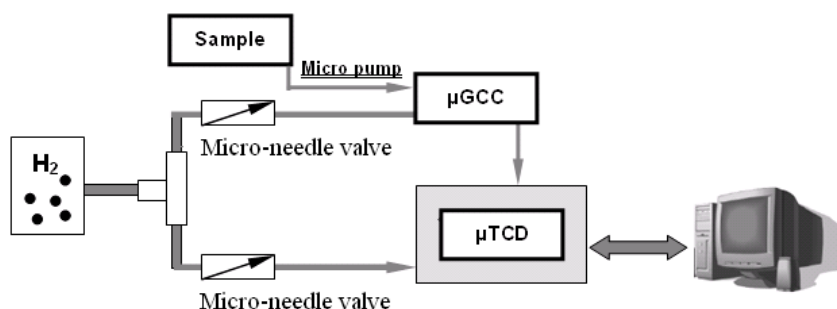 Sample
Micro pump
μGCC
Micro-needle valve
H₂
μTCD
Micro-needle valve